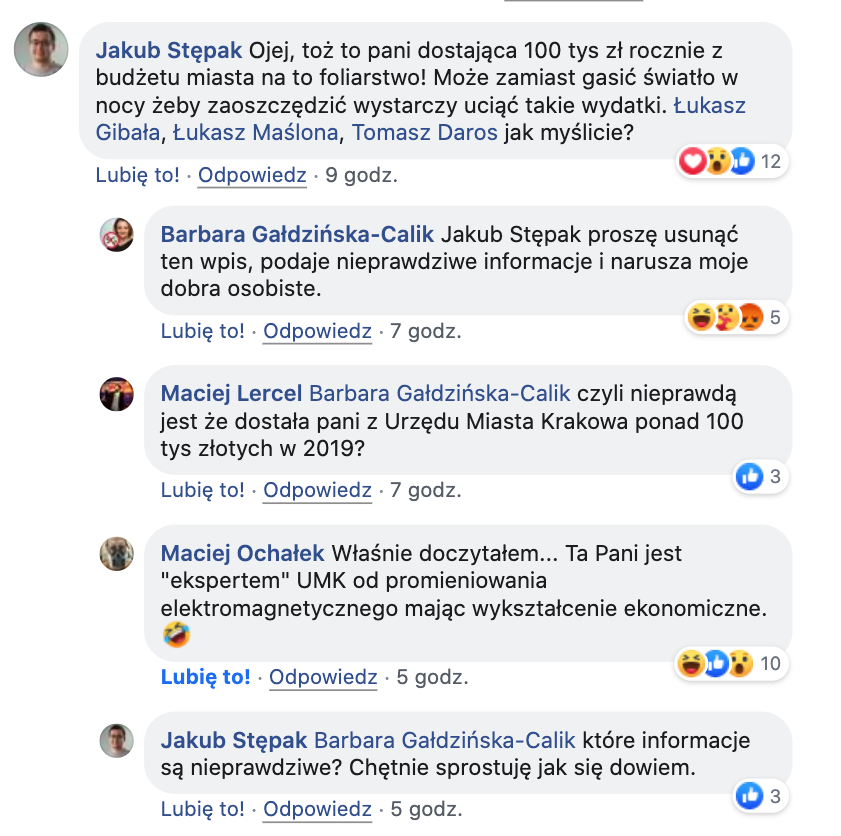 Jakub Stępak Ojej, toż to pani dostająca 100 tys zł rocznie z
budżetu miasta na to foliarstwo! Może zamiast gasić światło w
nocy żeby zaoszczędzić wystarczy uciąć takie wydatki. Łukasz
Gibała, Łukasz Maślona, Tomasz Daros jak myślicie?
12
Lubię to! · Odpowiedz · 9 godz.
Barbara Gałdzińska-Calik Jakub Stępak proszę usunąć
ten wpis, podaje nieprawdziwe informacje i narusza moje
dobra osobiste.
5
Lubię to! · Odpowiedz · 7 godz.
Maciej Lercel Barbara Gałdzińska-Calik czyli nieprawdą
jest że dostała pani z Urzędu Miasta Krakowa ponad 100
tys złotych w 2019?
3
Lubię to! · Odpowiedz · 7 godz.
Maciej Ochałek Właśnie doczytałem... Ta Pani jest
"ekspertem" UMK od promieniowania
elektromagnetycznego mając wykształcenie ekonomiczne.
🤣
10
Lubię to! · Odpowiedz · 5 godz.
Jakub Stępak Barbara Gałdzińska-Calik które informacje
są nieprawdziwe? Chętnie sprostuję jak się dowiem.
3
Lubię to! · Odpowiedz · 5 godz.